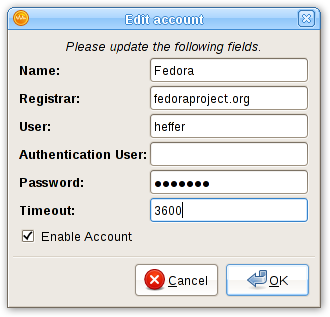 Edit account
Please update the following fields.
Name: Fedora
Registrar: fedoraproject.org
User: heffer
Authentication User:
Password: ●●●●●●●
Timeout: 3600
Enable Account
Cancel OK